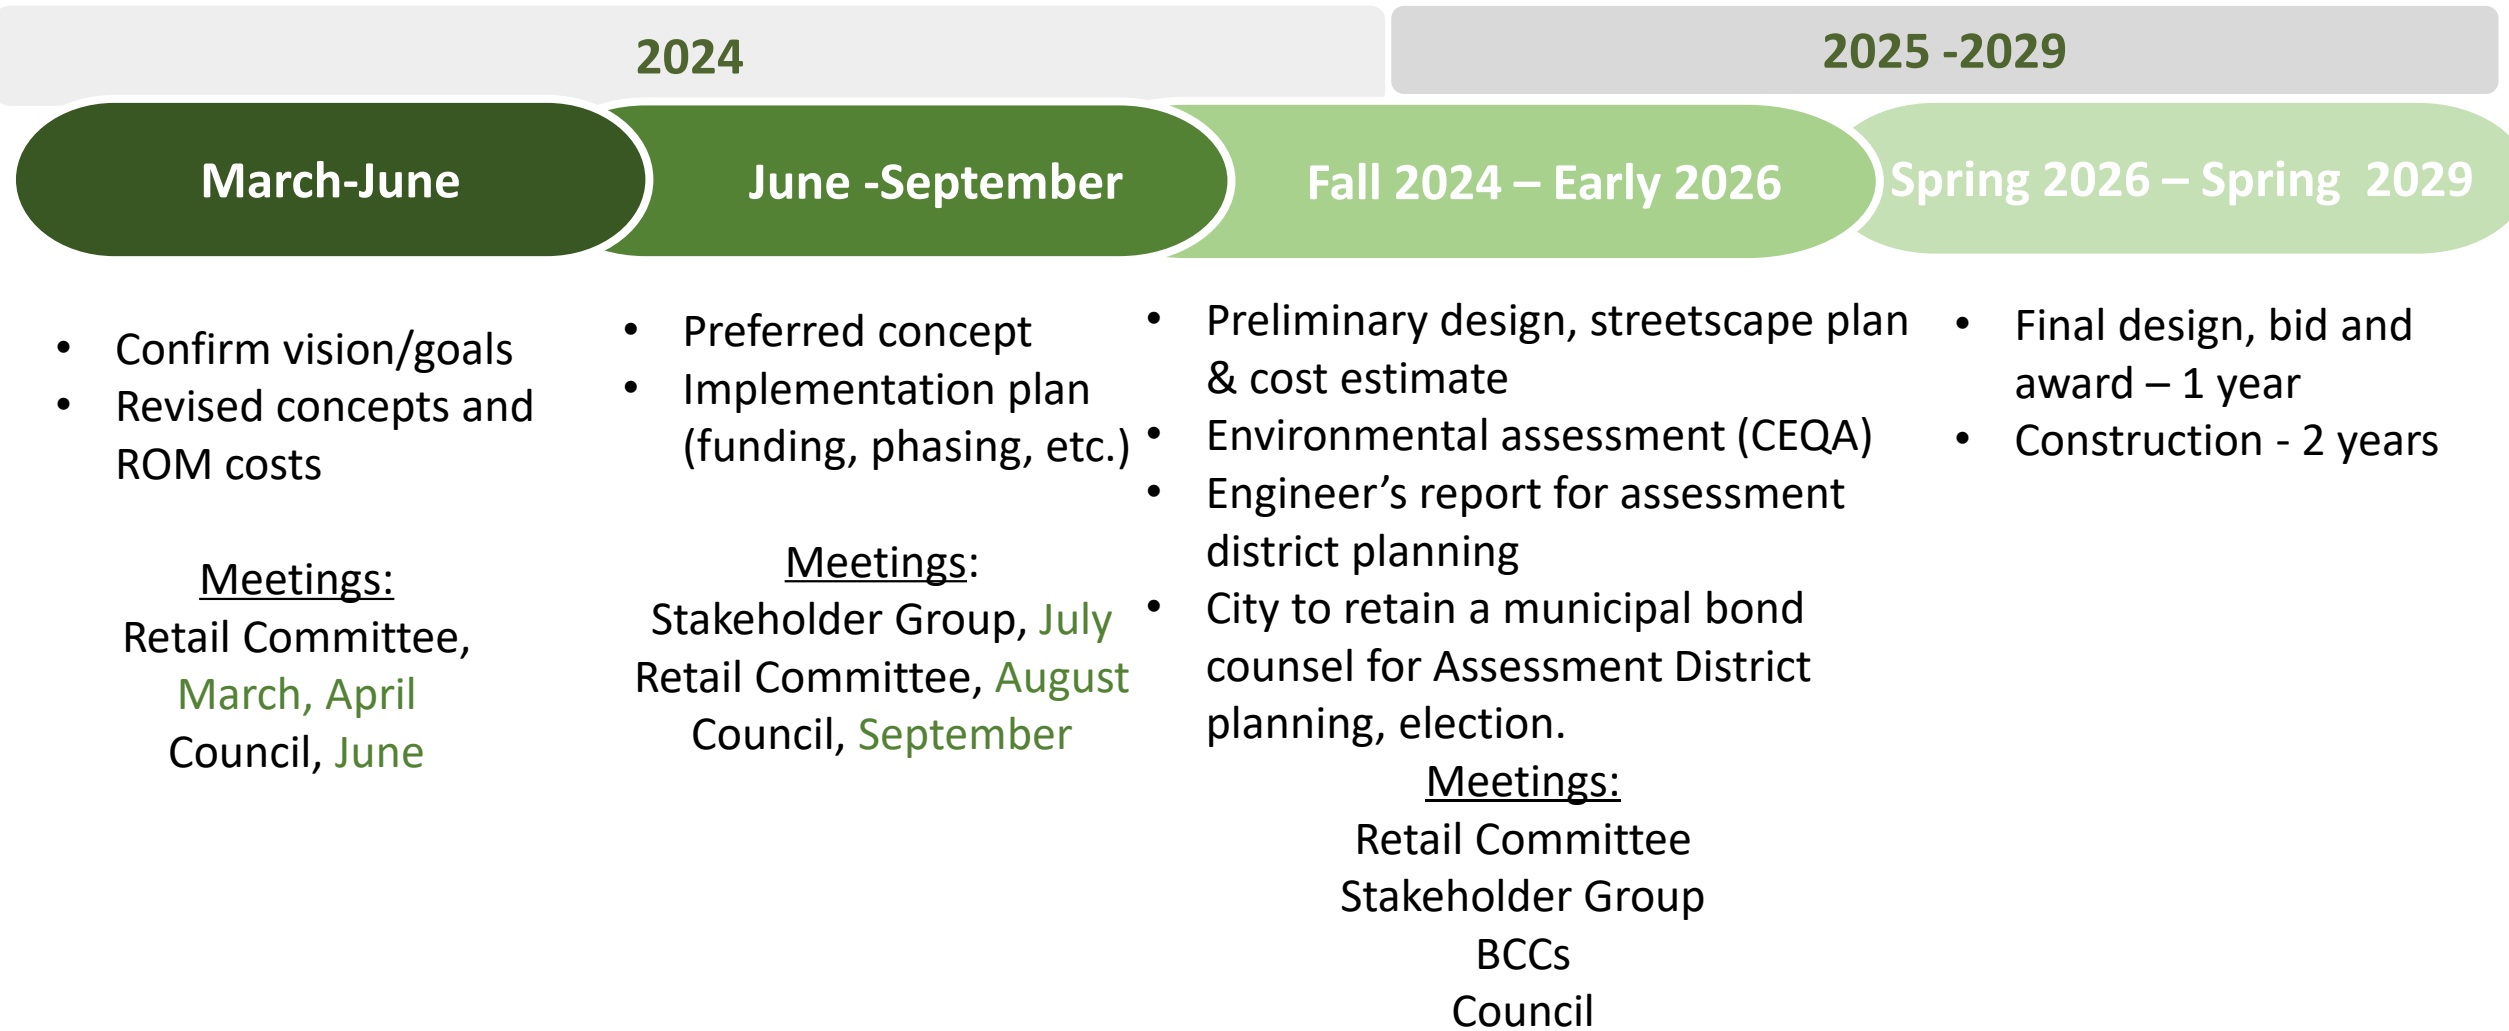 2024
2025 -2029
March-June
June -September
Fall 2024 – Early 2026
Spring 2026 – Spring 2029
• Confirm vision/goals
• Revised concepts and
ROM costs
Meetings:
Retail Committee,
March, April
Council, June
• Preferred concept
• Implementation plan
(funding, phasing, etc.)
Meetings:
Stakeholder Group, July
Retail Committee, August
Council, September
• Preliminary design, streetscape plan
& cost estimate
• Environmental assessment (CEQA)
• Engineer’s report for assessment
district planning
• City to retain a municipal bond
counsel for Assessment District
planning, election.
Meetings:
Retail Committee
Stakeholder Group
BCCs
Council
• Final design, bid and
award – 1 year
• Construction - 2 years